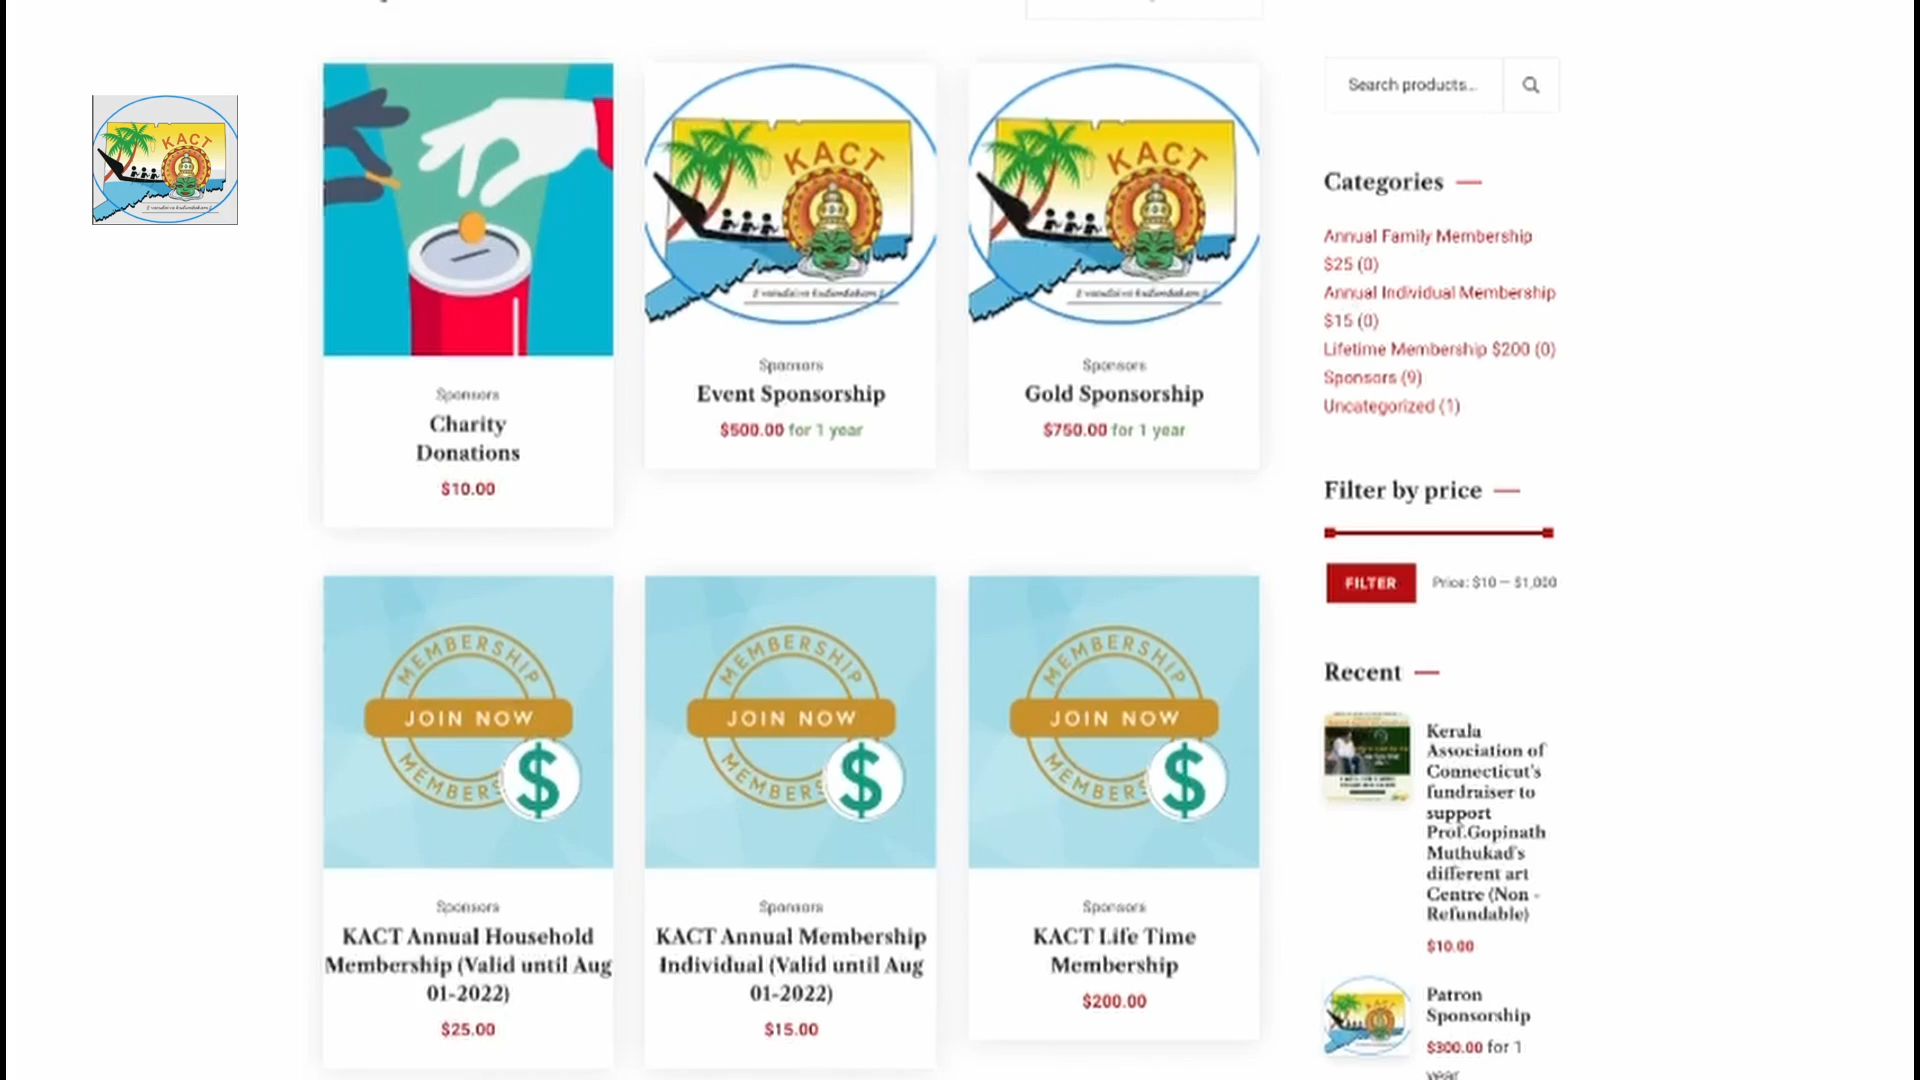 KACT
Sponsors
Charity
Donations
$10.00
KACT
Sponsors
Event Sponsorship
$500.00 for 1 year
KACT
Sponsors
Gold Sponsorship
$750.00 for 1 year
MEMBERSHIP
JOIN NOW
MEMBERS
$
Sponsors
KACT Annual Household
Membership (Valid until Aug
01-2022)
$25.00
MEMBERSHIP
JOIN NOW
MEMBERS
$
Sponsors
KACT Annual Membership
Individual (Valid until Aug
01-2022)
$15.00
MEMBERSHIP
JOIN NOW
MEMBERS
$
Sponsors
KACT Life Time
Membership
$200.00
Search products...
Categories
Annual Family Membership
$25 (0)
Annual Individual Membership
$15 (0)
Lifetime Membership $200 (0)
Sponsors (9)
Uncategorized (1)
Filter by price
FILTER
Price: $10 — $1,000
Recent
Kerala
Association of
Connecticut's
fundraiser to
support
Prof.Gopinath
Muthukad's
different art
Centre (Non -
Refundable)
$10.00
Patron
Sponsorship
$300.00 for 1
year